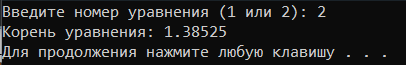 Введите номер уравнения (1 или 2): 2
Корень уравнения: 1.38525
Для продолжения нажмите любую клавишу . . .